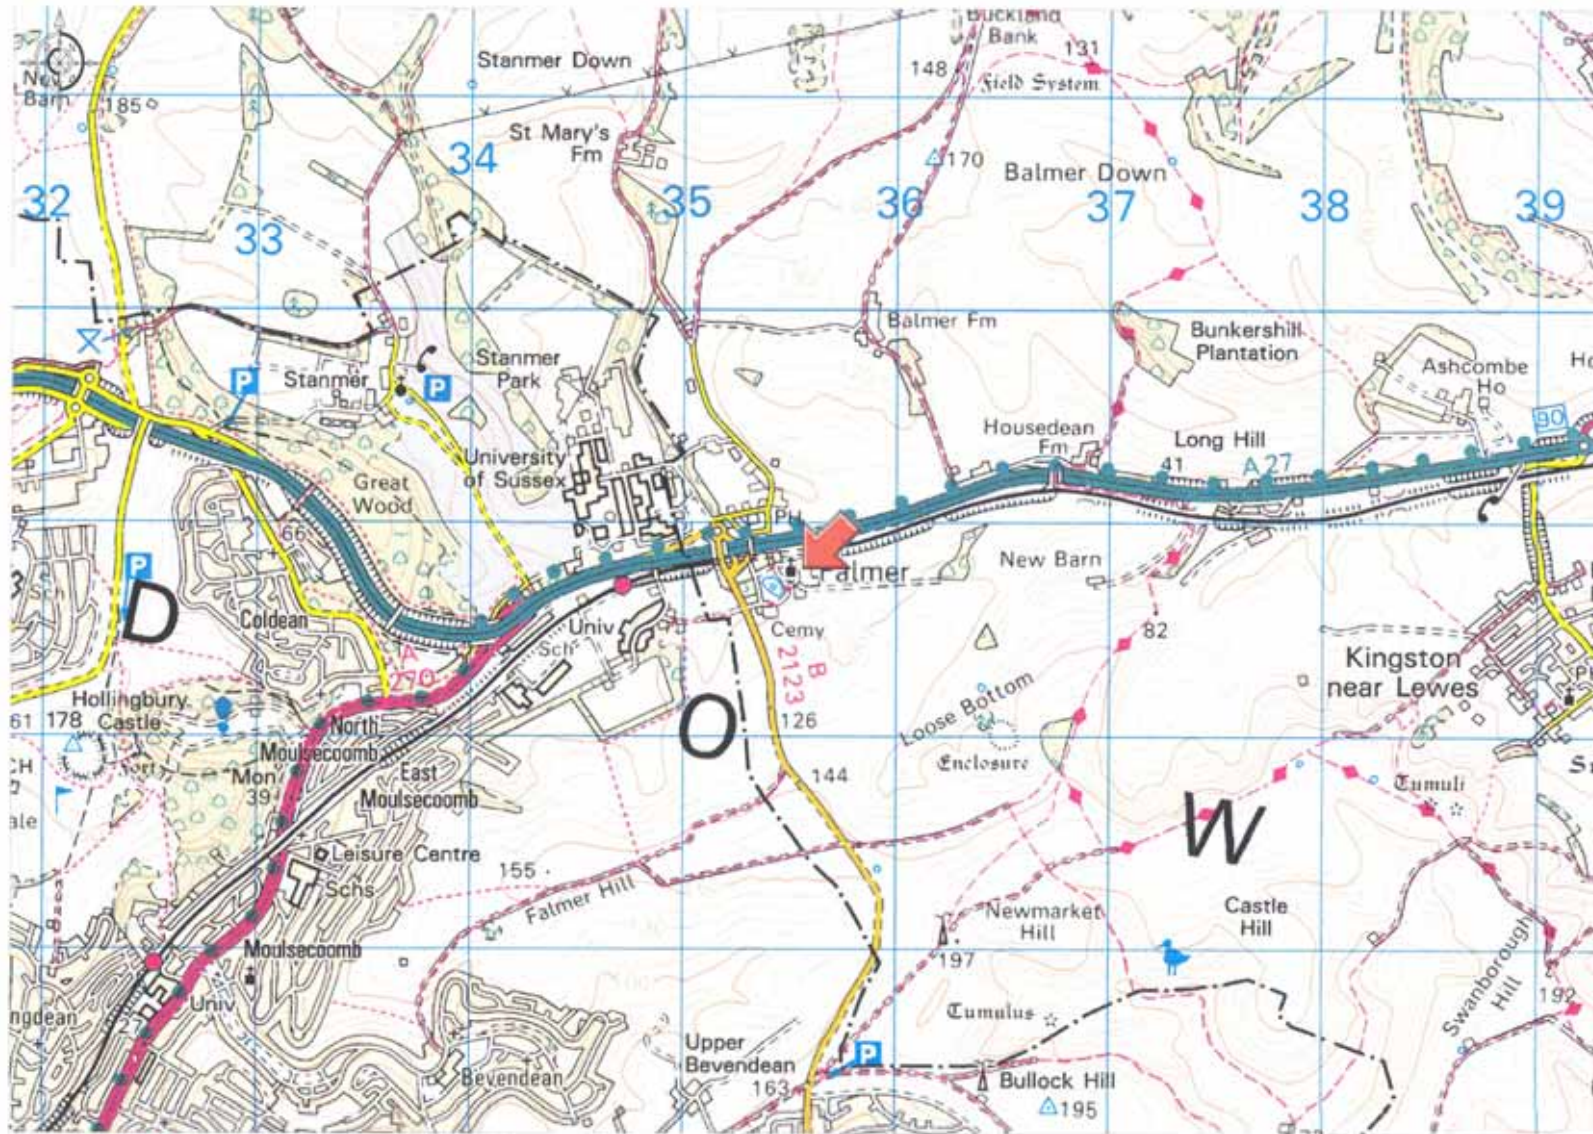 Buckland
Bank
131
Stanmer Down
148
Field System
Barn
185
St Mary's
Fm
34
170
Balmer Down
32
33
35
36
37
38
39
Balmer Fm
Bunkershill
Plantation
Stanmer
P
P
Stanmer
Park
Ashcombe
Ho
90
Housedean
Fm
Long Hill
41
A 27
University
of Sussex
Great
Wood
PH
66
New Barn
Falmer
P
D
Coldean
Univ
Sch
Cemy
B
2123
82
A
270
Kingston
near Lewes
Hollingbury
Castle
61
178
Fort
North
Moulsecoomb
O
126
Loose Bottom
Mon
39
East
Moulsecoomb
144
Enclosure
Tumuli
W
Leisure Centre
Schs
155
Falmer Hill
Newmarket
Hill
Castle
Hill
Moulsecoomb
197
Swanborough
Hill
192
Univ
ngdean
27
Tumulus
Upper
Bevendean
P
Bevendean
163
Bullock Hill
195